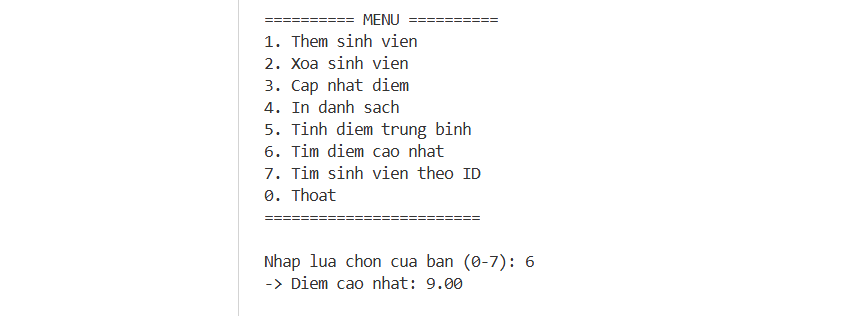 ========== MENU ==========
1. Them sinh vien
2. Xoa sinh vien
3. Cap nhat diem
4. In danh sach
5. Tinh diem trung binh
6. Tim diem cao nhat
7. Tim sinh vien theo ID
0. Thoat
========================
Nhap lua chon cua ban (0-7): 6
-> Diem cao nhat: 9.00